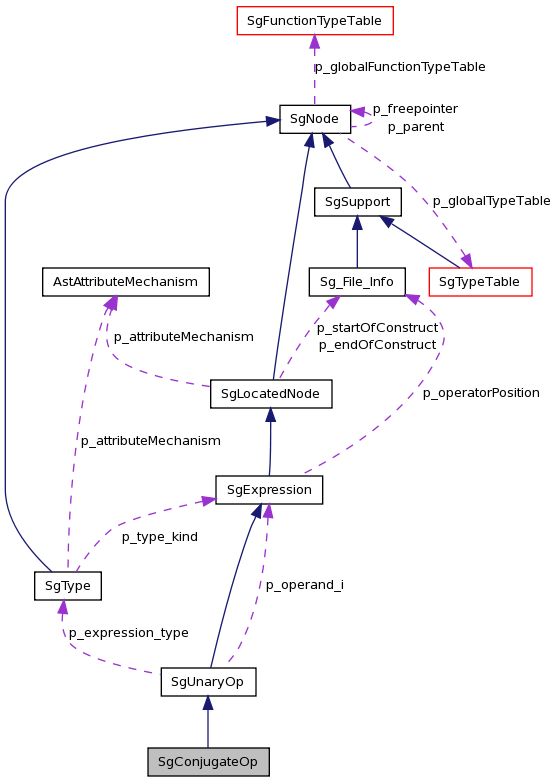 SgFunctionTypeTable
p_globalFunctionTypeTable
SgNode
p_freepointer
p_parent
SgSupport
p_globalTypeTable
AstAttributeMechanism
Sg_File_Info
SgTypeTable
p_attributeMechanism
p_startOfConstruct
p_endOfConstruct
SgLocatedNode
p_operatorPosition
p_attributeMechanism
SgExpression
p_type_kind
SgType
p_operand_i
p_expression_type
SgUnaryOp
SgConjugateOp